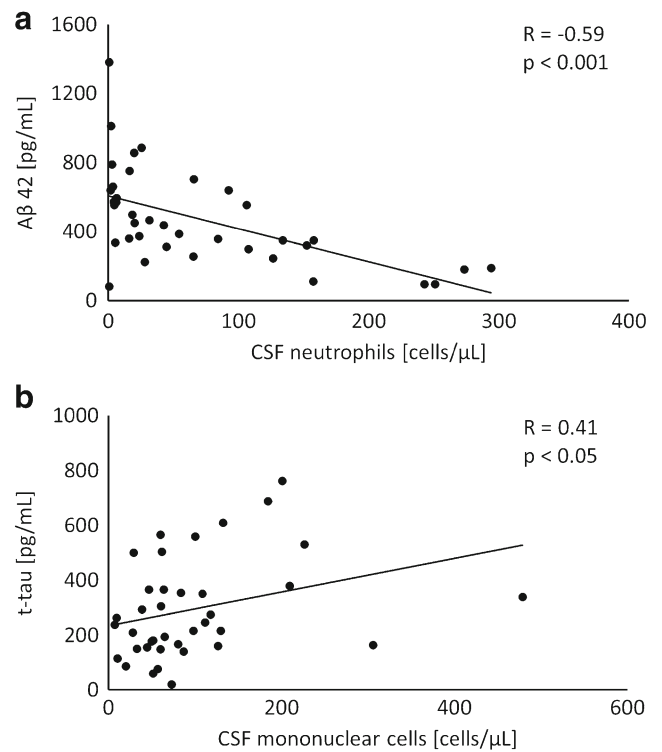 a
R = -0.59
p < 0.001
Aβ 42 [pg/mL]
1600
1200
800
400
0
0 100 200 300 400
CSF neutrophils [cells/μL]
b
R = 0.41
p < 0.05
t-tau [pg/mL]
1000
800
600
400
200
0
0 200 400 600
CSF mononuclear cells [cells/μL]